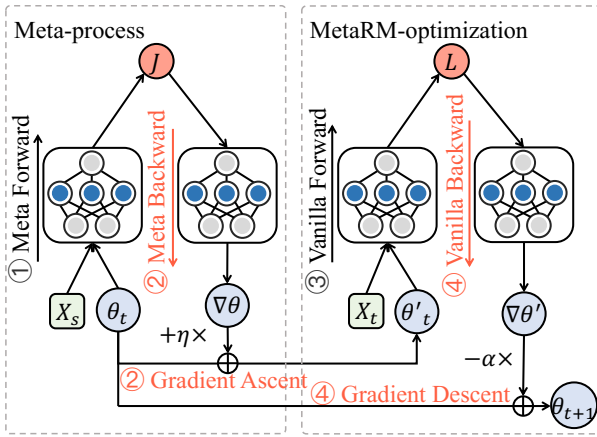 Meta-process
J
① Meta Forward
② Meta Backward
X_s
θ_t
∇θ
+η×
② Gradient Ascent
MetaRM-optimization
L
③ Vanilla Forward
④ Vanilla Backward
X_t
θ'_t
∇θ'
−α×
④ Gradient Descent
θ_{t+1}